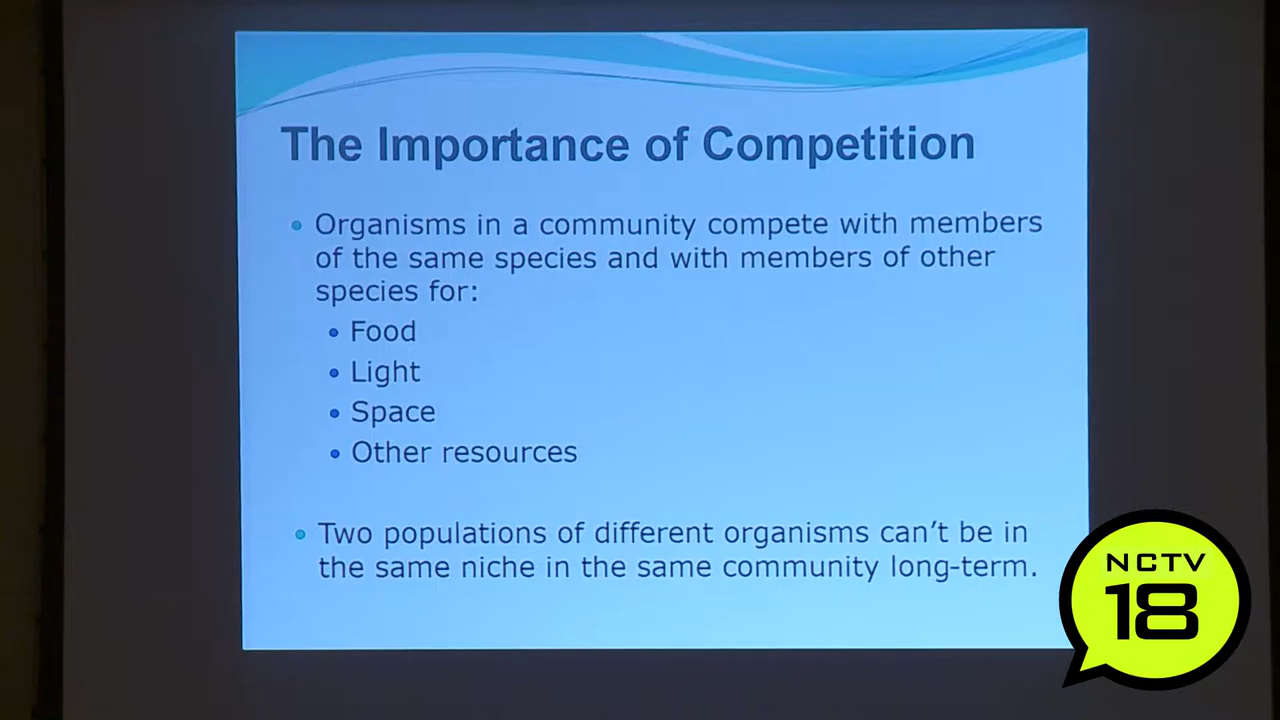 The Importance of Competition
• Organisms in a community compete with members
of the same species and with members of other
species for:
• Food
• Light
• Space
• Other resources
• Two populations of different organisms can't be in
the same niche in the same community long-term.
NCTV
18